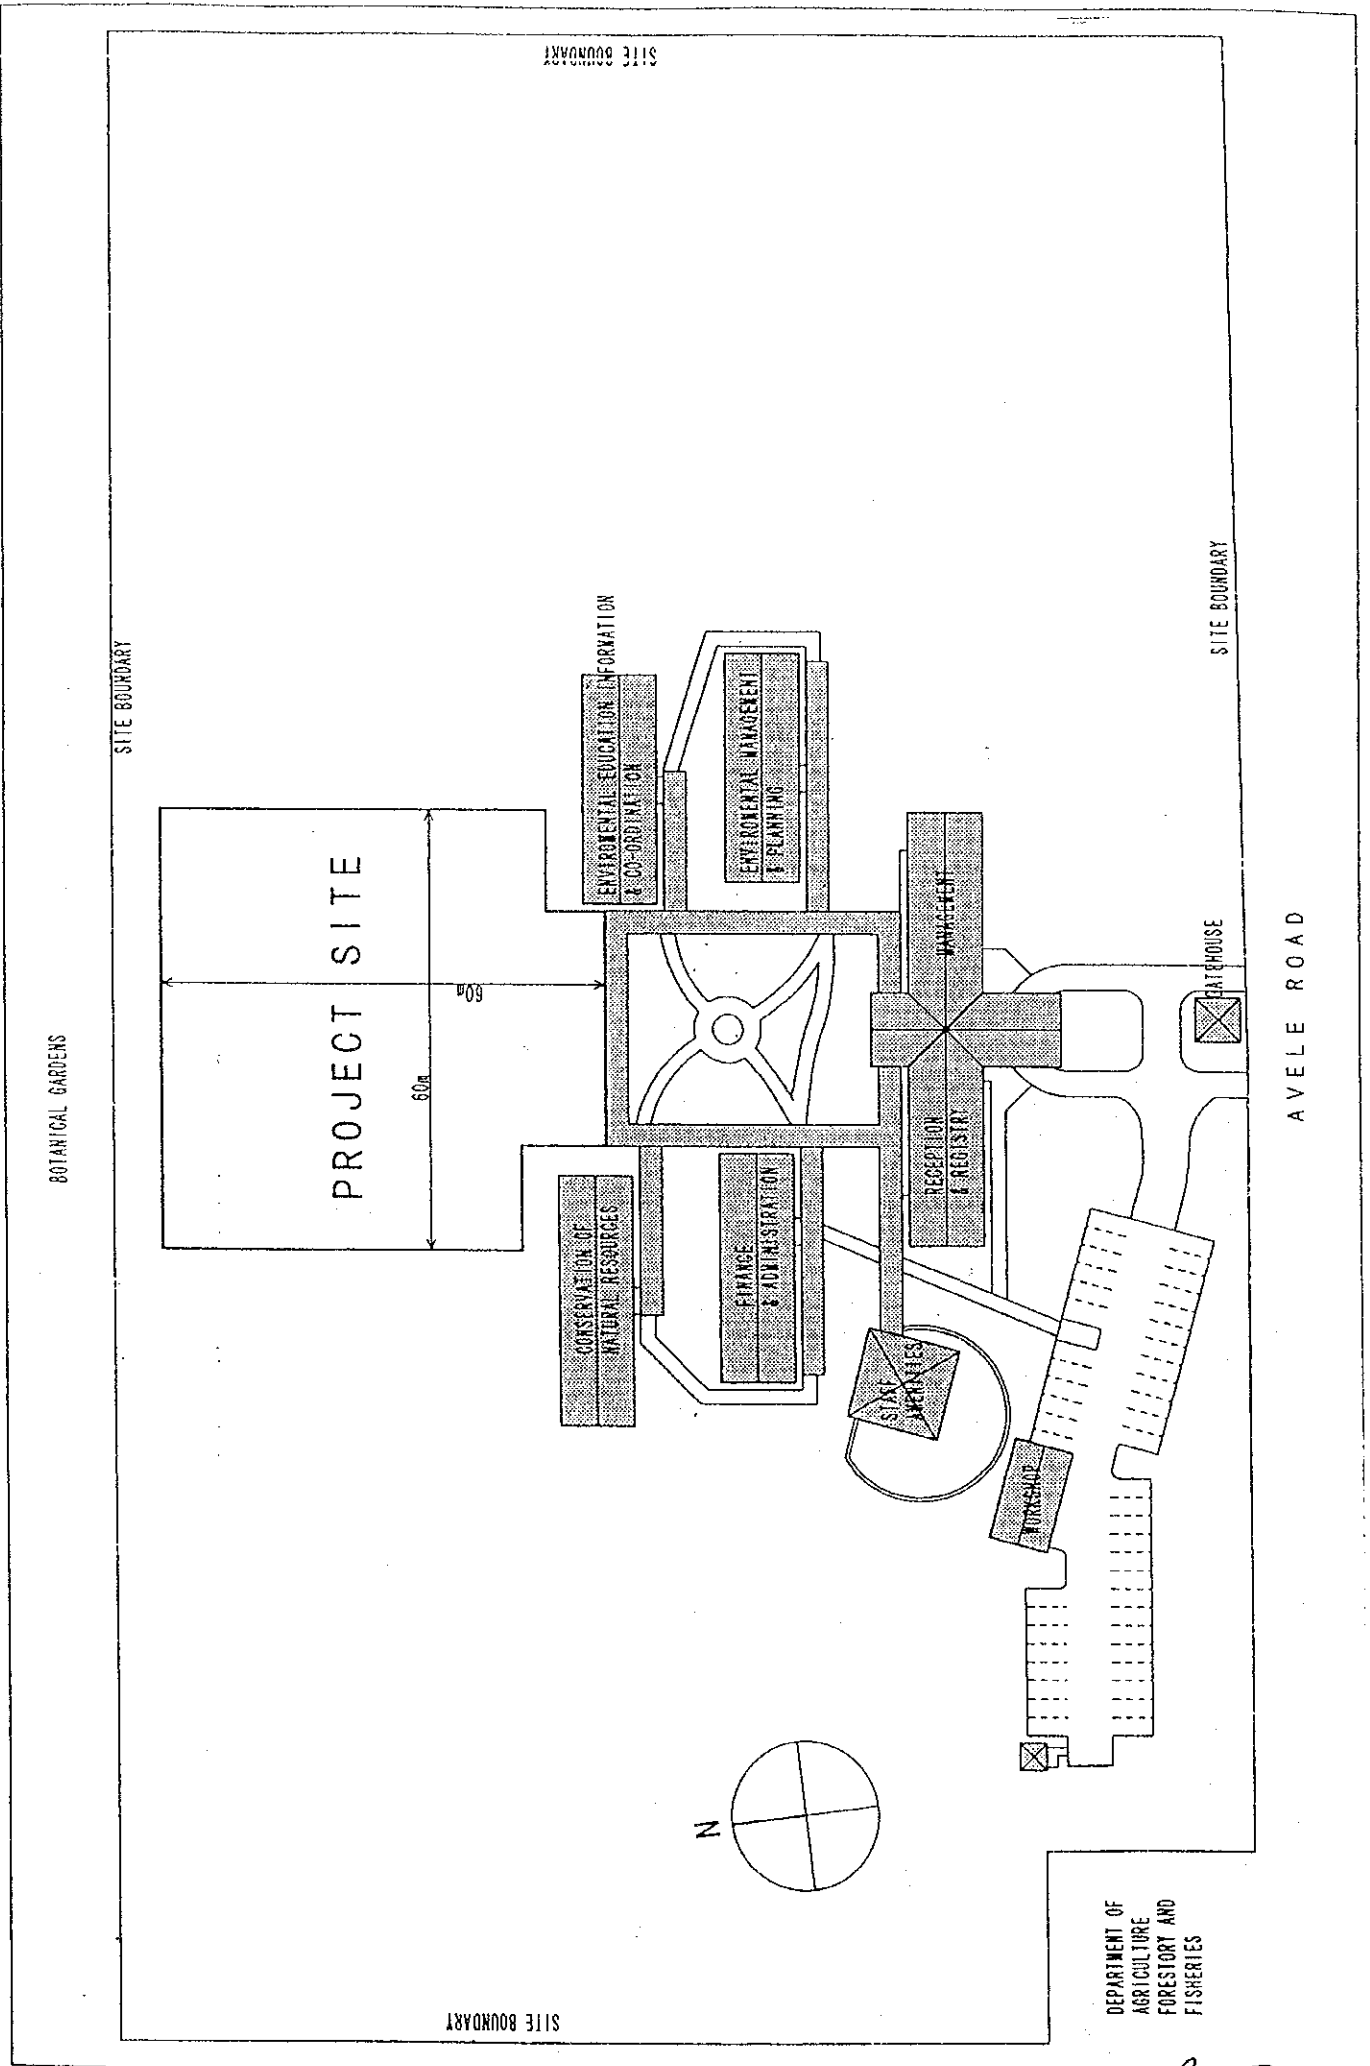 BOTANICAL GARDENS
SITE BOUNDARY
SITE BOUNDARY
SITE BOUNDARY
SITE BOUNDARY
PROJECT SITE
60m
60m
CONSERVATION OF
NATURAL RESOURCES
ENVIROMENTAL EDUCATION INFORMATION
& CO-ORDINATION
FINANCE
& ADMINISTRATION
ENVIROMENTAL MANAGEMENT
& PLANNING
STAFF
AMENITIES
RECEPTION
& REGISTRY
MANAGEMENT
WORKSHOP
GATEHOUSE
N
DEPARTMENT OF
AGRICULTURE
FORESTORY AND
FISHERIES
AVELE ROAD